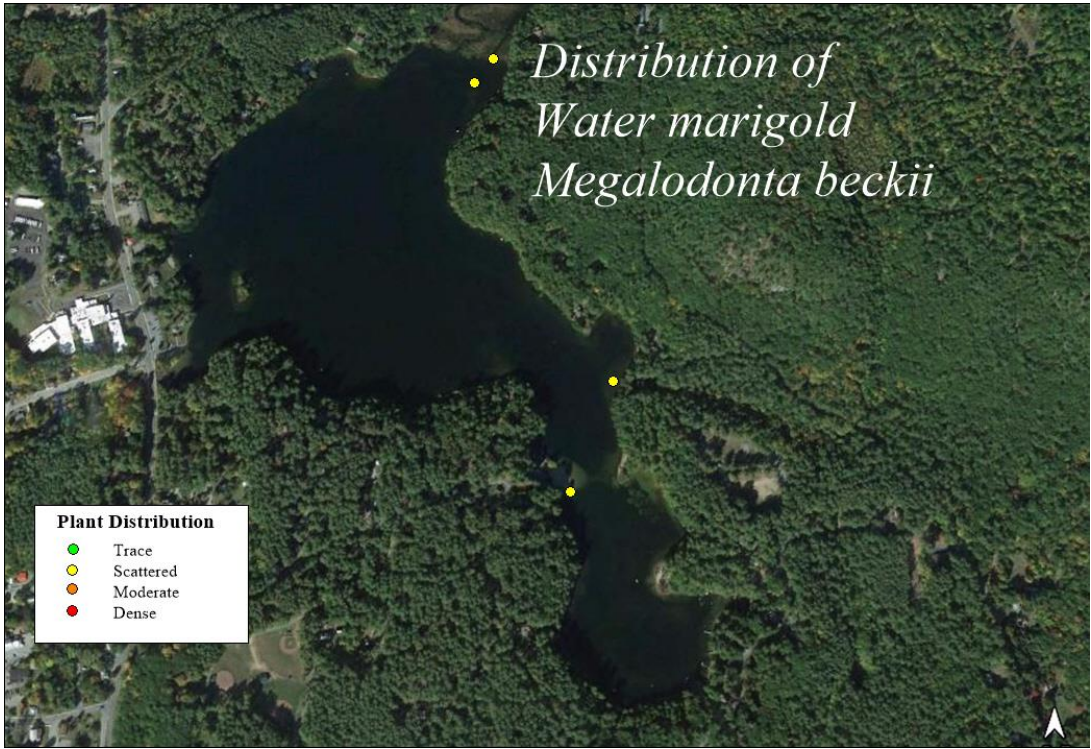 Distribution of
Water marigold
Megalodonta beckii
Plant Distribution
Trace
Scattered
Moderate
Dense